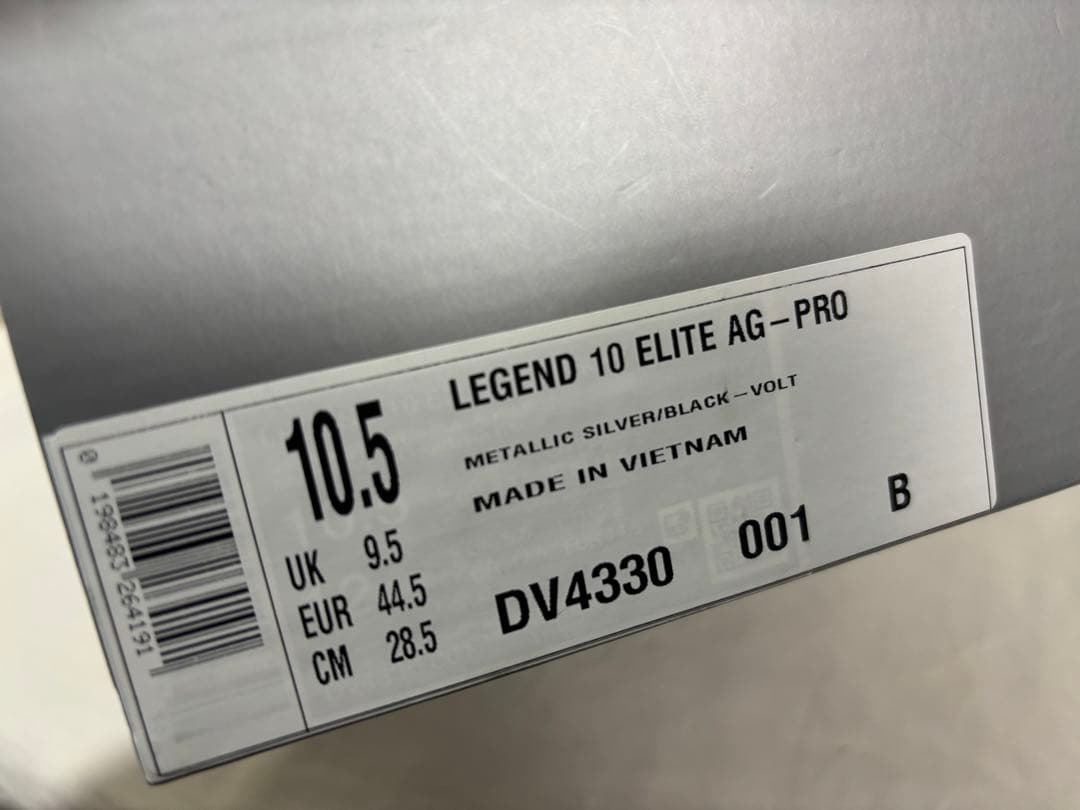 LEGEND 10 ELITE AG-PRO
10.5
METALLIC SILVER/BLACK-VOLT
MADE IN VIETNAM
UK 9.5
EUR 44.5
CM 28.5
DV4330 001 B